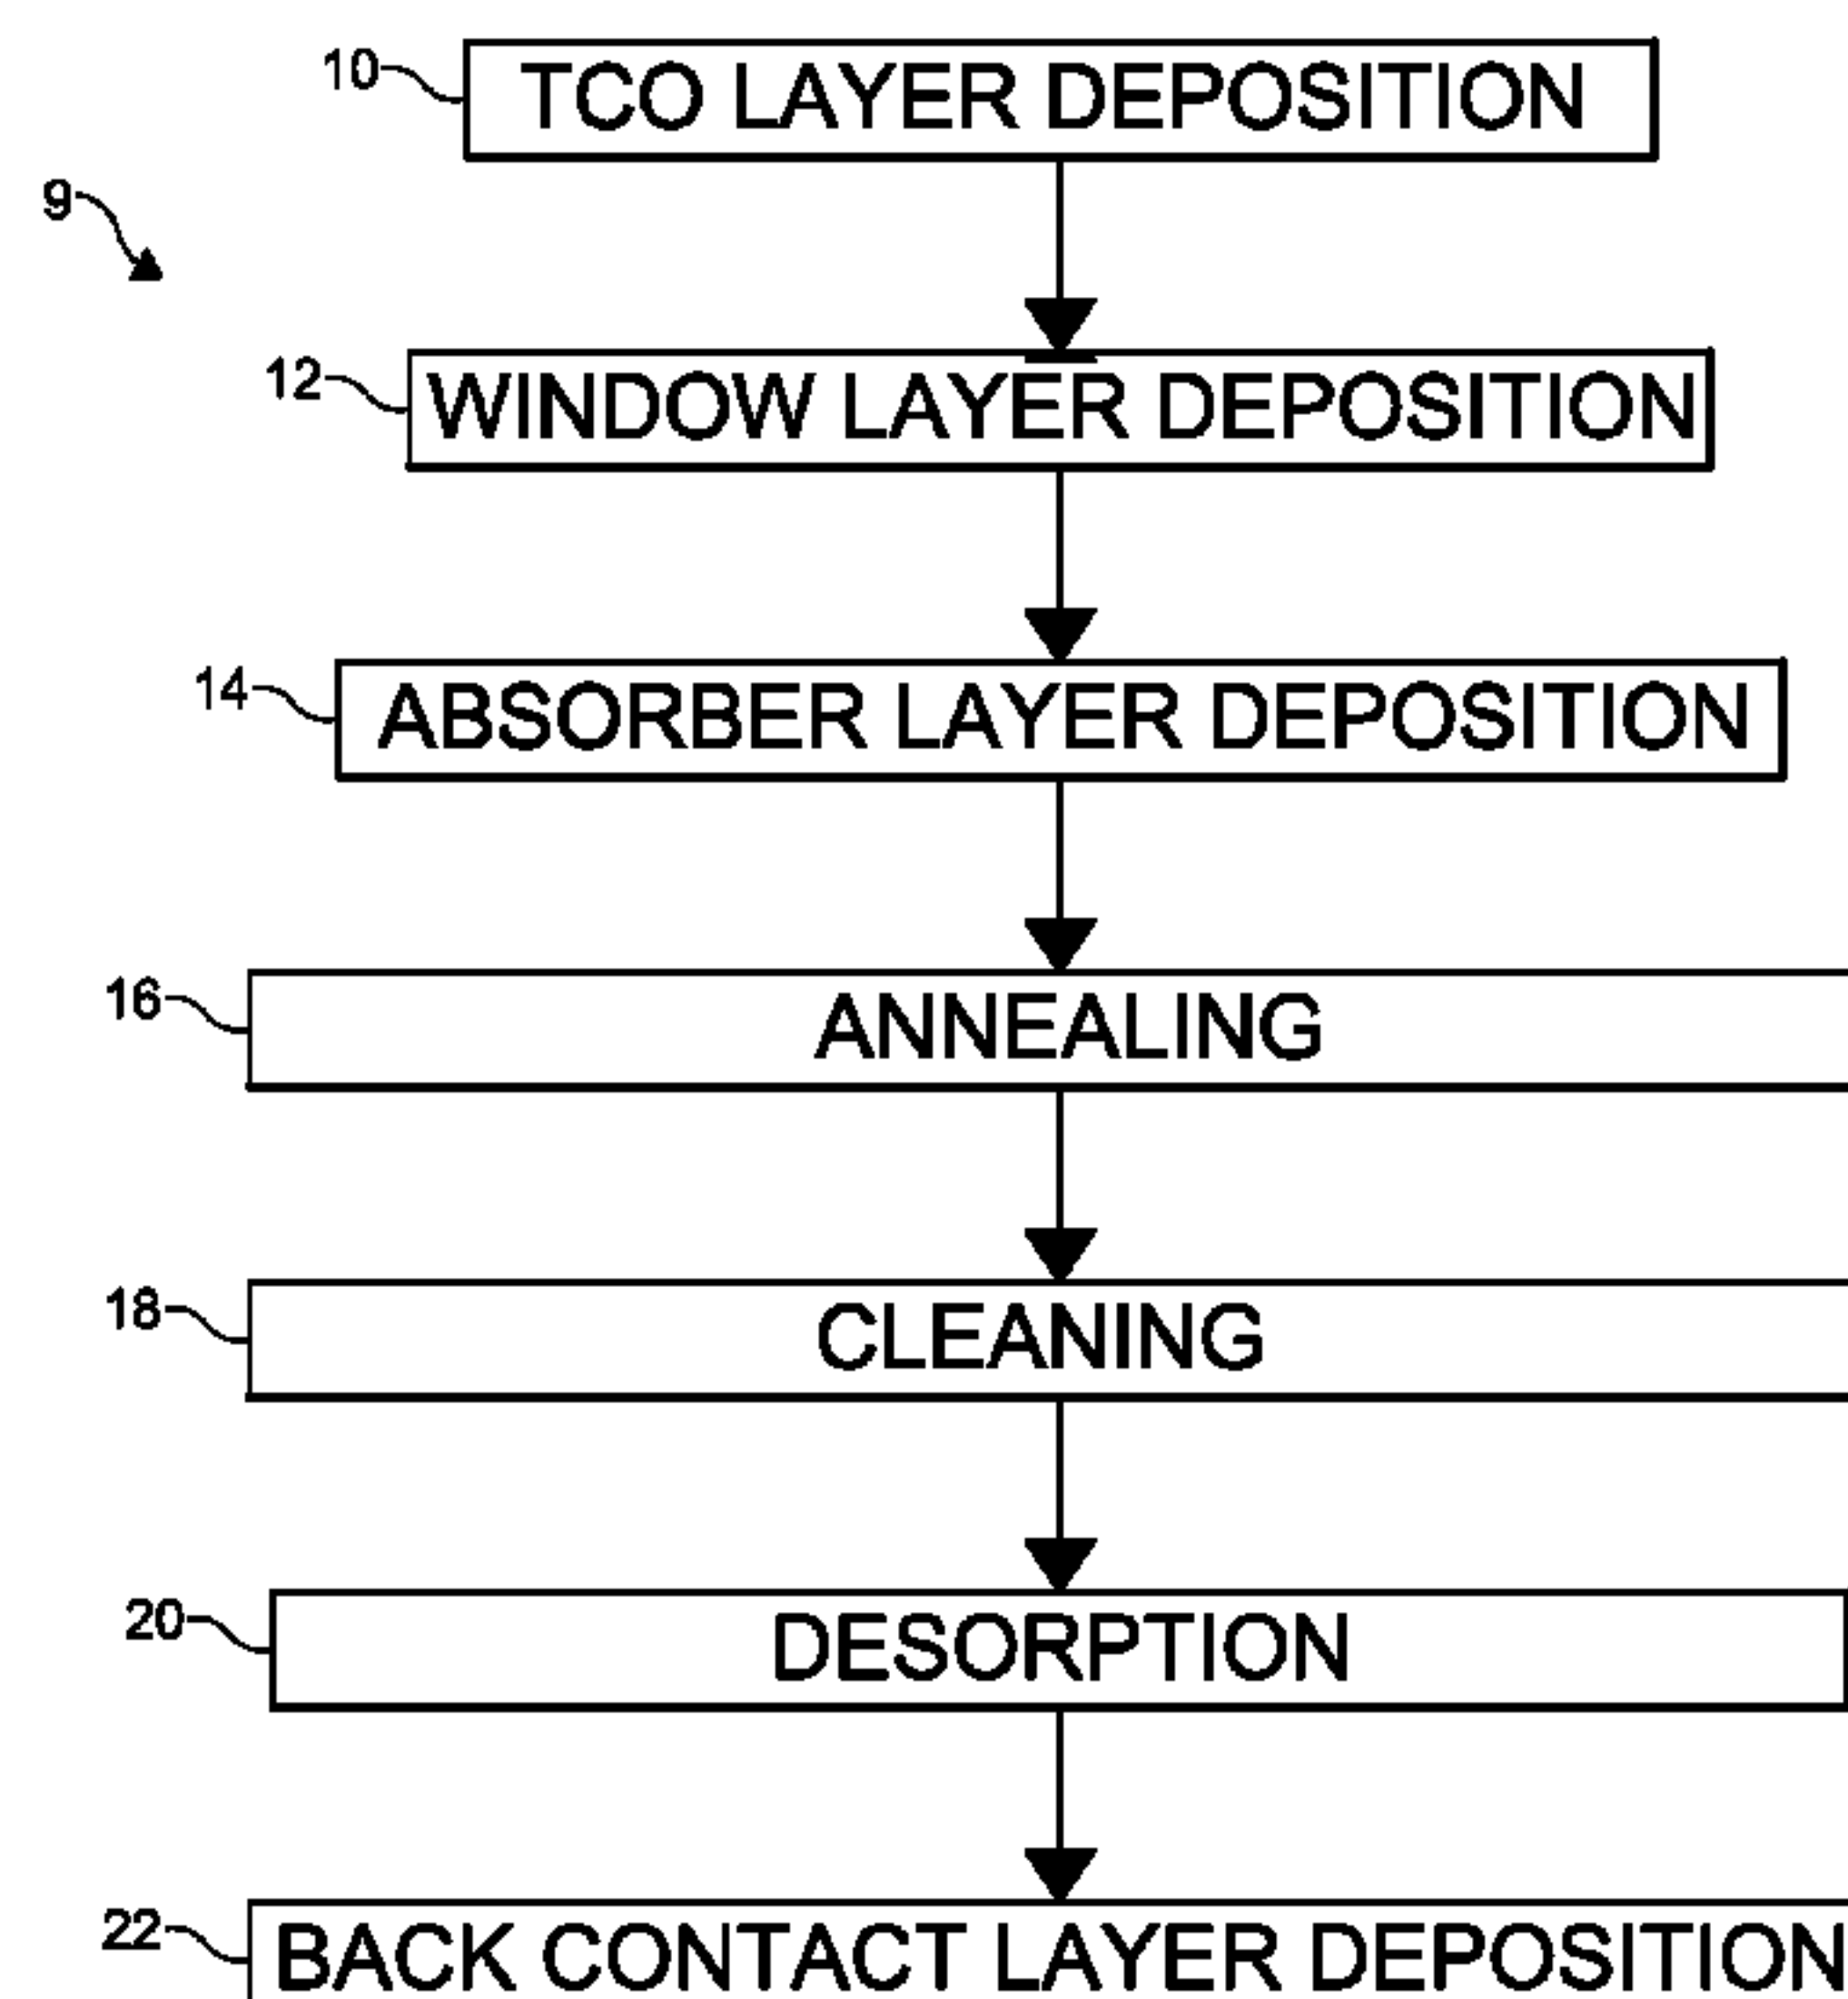 10 TCO LAYER DEPOSITION
9
12 WINDOW LAYER DEPOSITION
14 ABSORBER LAYER DEPOSITION
16 ANNEALING
18 CLEANING
20 DESORPTION
22 BACK CONTACT LAYER DEPOSITION